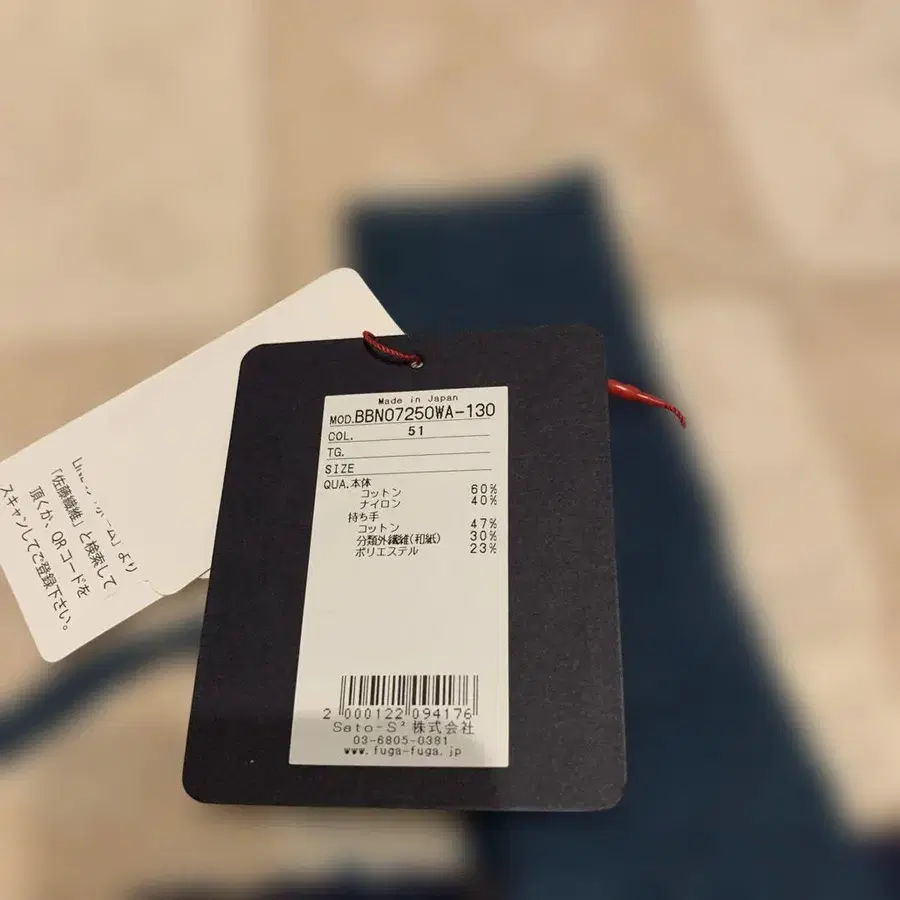 Made in Japan
MOD.BBN07250WA-130
COL. 51
TG.
SIZE
QUA.本体
コットン 60%
ナイロン 40%
持ち手
コットン 47%
分類外繊維(和紙) 30%
ポリエステル 23%
2 000122 094176
Sato-S² 株式会社
03-6805-0381
www.fuga-fuga.jp
より
「佐藤繊維」と検索して
頂くか、QRコードを
スキャンしてご登録下さい。